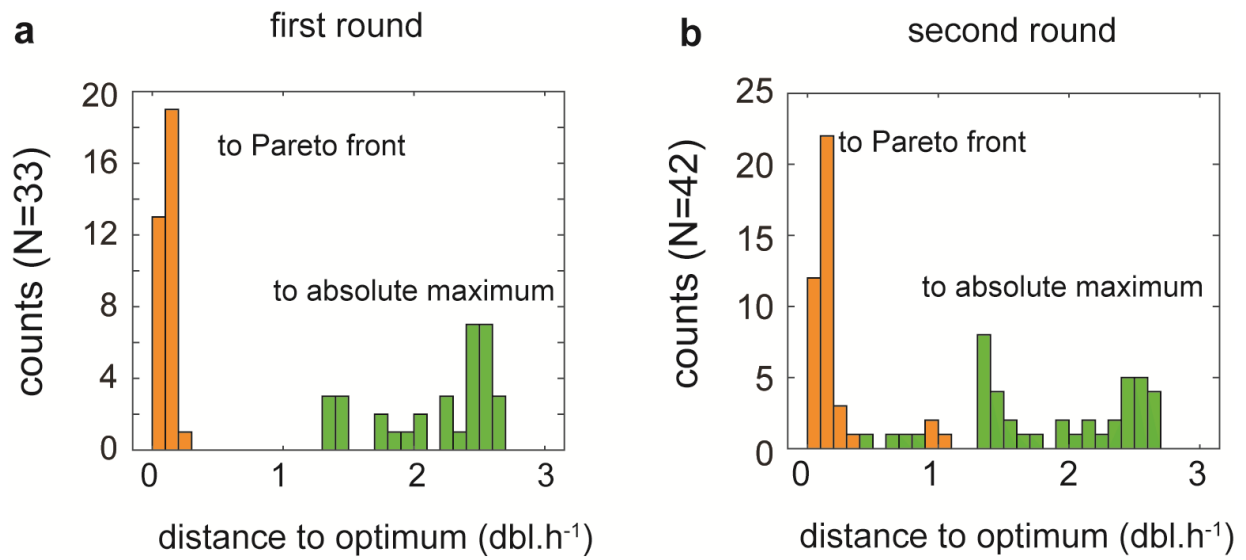 a
first round
20
16
12
8
4
0
counts (N=33)
to Pareto front
to absolute maximum
0 1 2 3
distance to optimum (dbl.h⁻¹)
b
second round
25
20
15
10
5
0
counts (N=42)
to Pareto front
to absolute maximum
0 1 2 3
distance to optimum (dbl.h⁻¹)